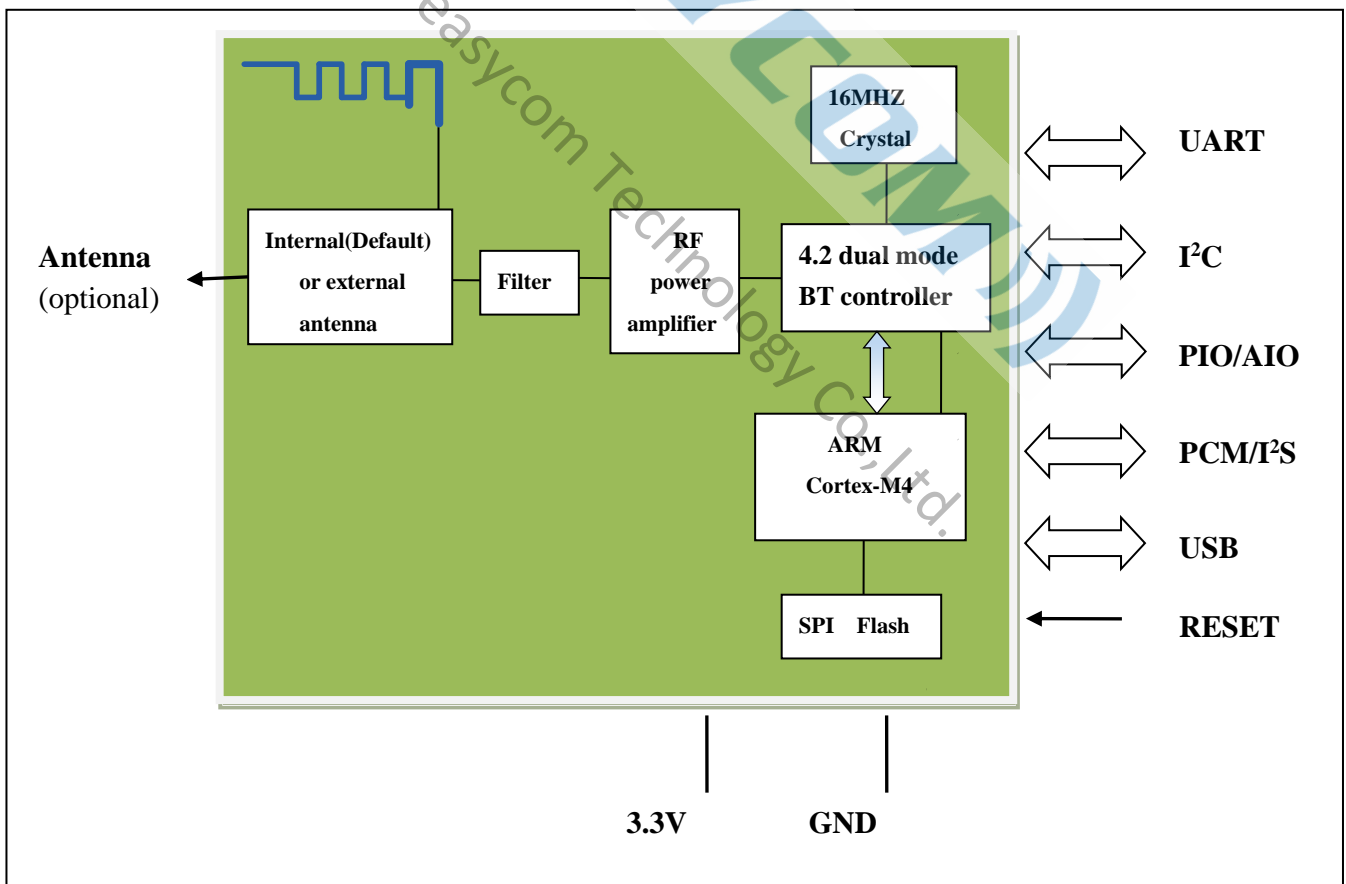 16MHZ
Crystal
UART
Internal(Default)
or external
antenna
Filter
RF
power
amplifier
4.2 dual mode
BT controller
Antenna
(optional)
I²C
PIO/AIO
ARM
Cortex-M4
PCM/I²S
USB
SPI Flash
RESET
3.3V
GND
easycom Technology Co.,Ltd.
YCOM